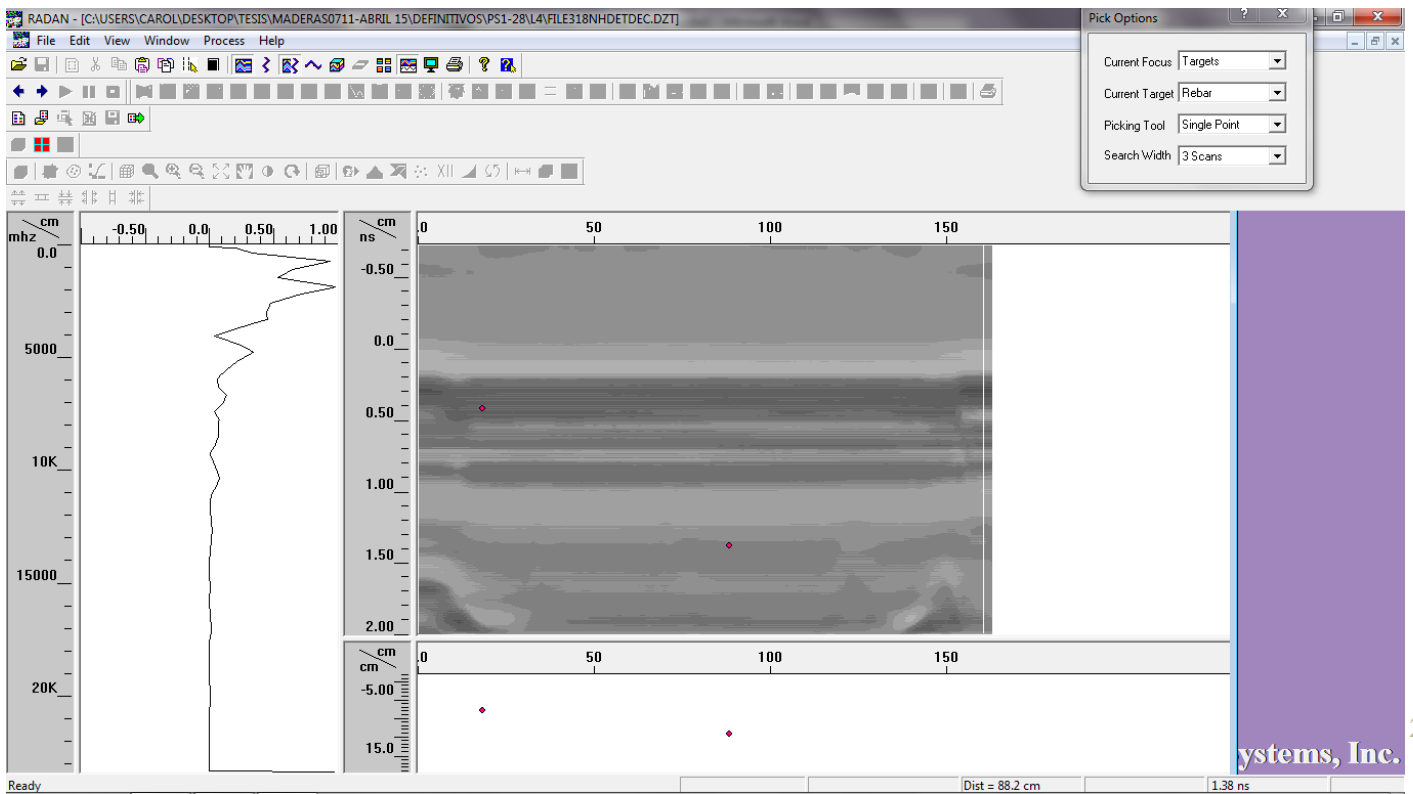 RADAN - [C:\USERS\CAROL\DESKTOP\TESIS\MADERAS0711-ABRIL 15\DEFINITIVOS\PS1-28\L4\FILE318NHDETDEC.DZT]
File Edit View Window Process Help
Pick Options
Current Focus Targets
Current Target Rebar
Picking Tool Single Point
Search Width 3 Scans
XII
cm
mhz
-0.50 0.0 0.50 1.00
0.0
5000
10K
15000
20K
cm
ns
.0 50 100 150
-0.50
0.0
0.50
1.00
1.50
2.00
cm
cm
.0 50 100 150
-5.00
15.0
ystems, Inc.
Ready
Dist = 88.2 cm
1.38 ns